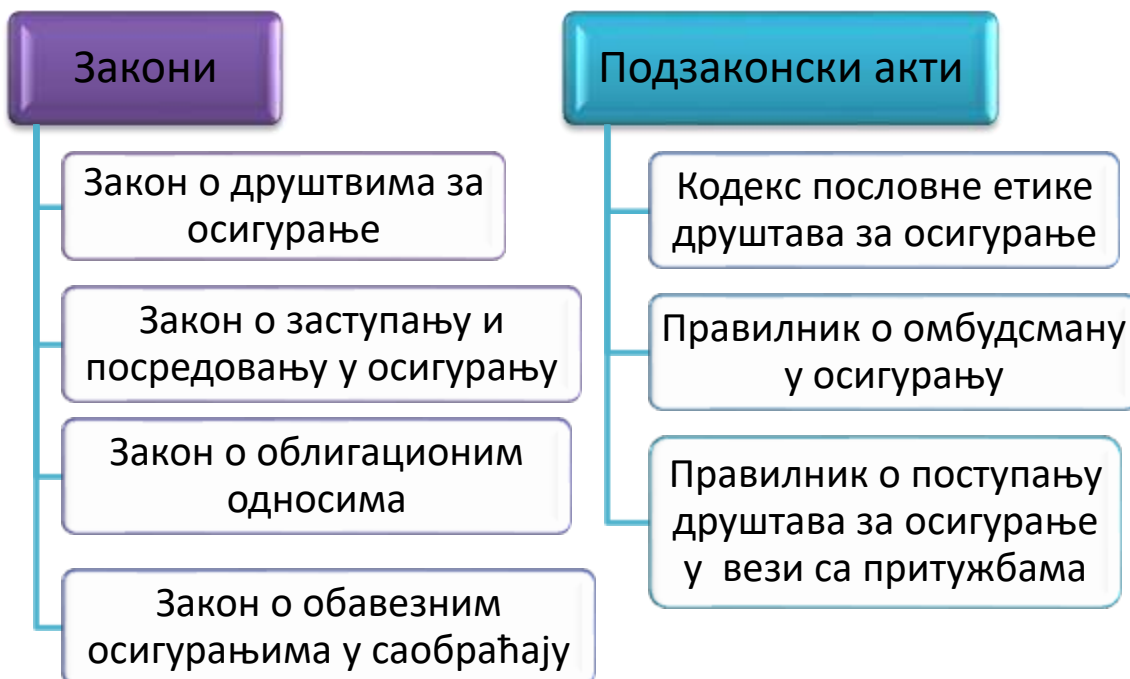 Закони
Закон о друштвима за
осигурање
Закон о заступању и
посредовању у осигурању
Закон о облигационим
односима
Закон о обавезним
осигурањима у саобраћају
Подзаконски акти
Кодекс пословне етике
друштава за осигурање
Правилник о омбудсману
у осигурању
Правилник о поступању
друштава за осигурање
у вези са притужбама